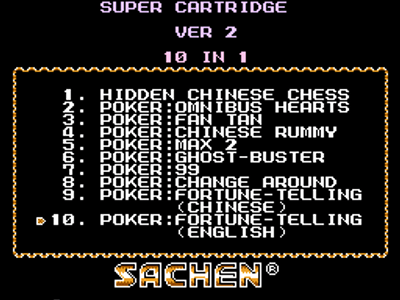 SUPER CARTRIDGE
VER 2
10 IN 1
1. HIDDEN CHINESE CHESS
2. POKER:OMNIBUS HEARTS
3. POKER:FAN TAN
4. POKER:CHINESE RUMMY
5. POKER:MAX 2
6. POKER:GHOST-BUSTER
7. POKER:99
8. POKER:CHANGE AROUND
9. POKER:FORTUNE-TELLING
(CHINESE)
10. POKER:FORTUNE-TELLING
(ENGLISH)
SACHEN®